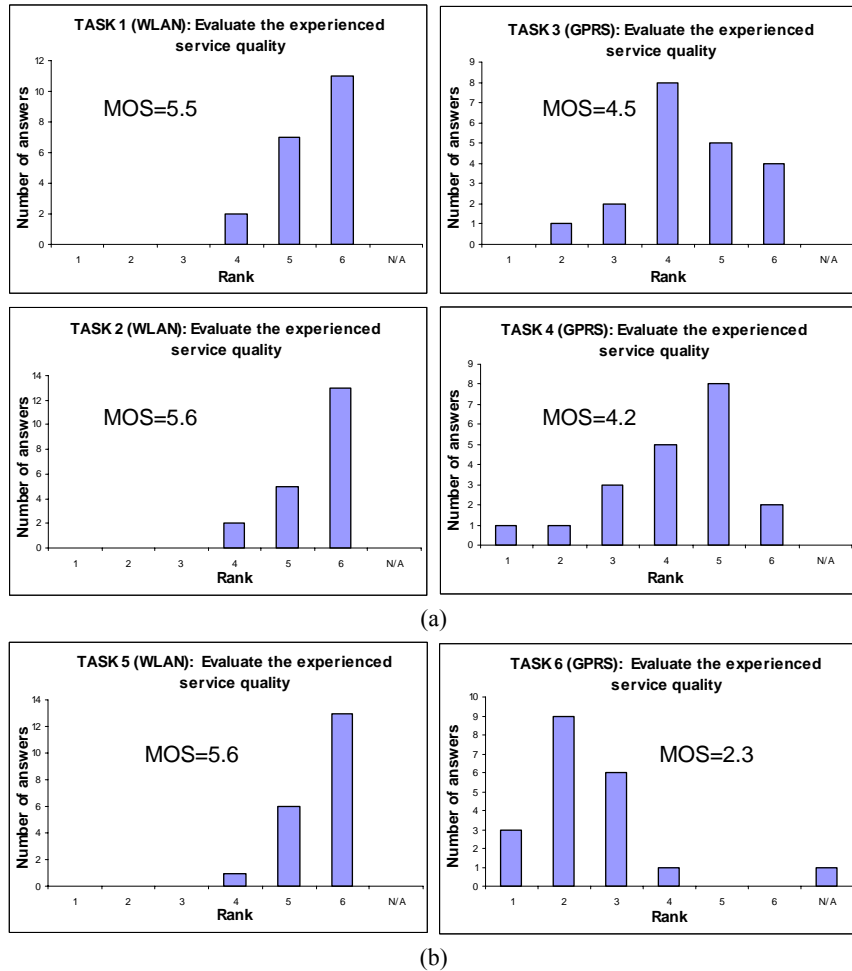 TASK 1 (WLAN): Evaluate the experienced
service quality
Number of answers
12
10
8
6
4
2
0
MOS=5.5
1 2 3 4 5 6 N/A
Rank
TASK 3 (GPRS): Evaluate the experienced
service quality
Number of answers
9
8
7
6
5
4
3
2
1
0
MOS=4.5
1 2 3 4 5 6 N/A
Rank
TASK 2 (WLAN): Evaluate the experienced
service quality
Number of answers
14
12
10
8
6
4
2
0
MOS=5.6
1 2 3 4 5 6 N/A
Rank
TASK 4 (GPRS): Evaluate the experienced
service quality
Number of answers
9
8
7
6
5
4
3
2
1
0
MOS=4.2
1 2 3 4 5 6 N/A
Rank
(a)
TASK 5 (WLAN): Evaluate the experienced
service quality
Number of answers
14
12
10
8
6
4
2
0
MOS=5.6
1 2 3 4 5 6 N/A
Rank
TASK 6 (GPRS): Evaluate the experienced
service quality
Number of answers
10
9
8
7
6
5
4
3
2
1
0
MOS=2.3
1 2 3 4 5 6 N/A
Rank
(b)